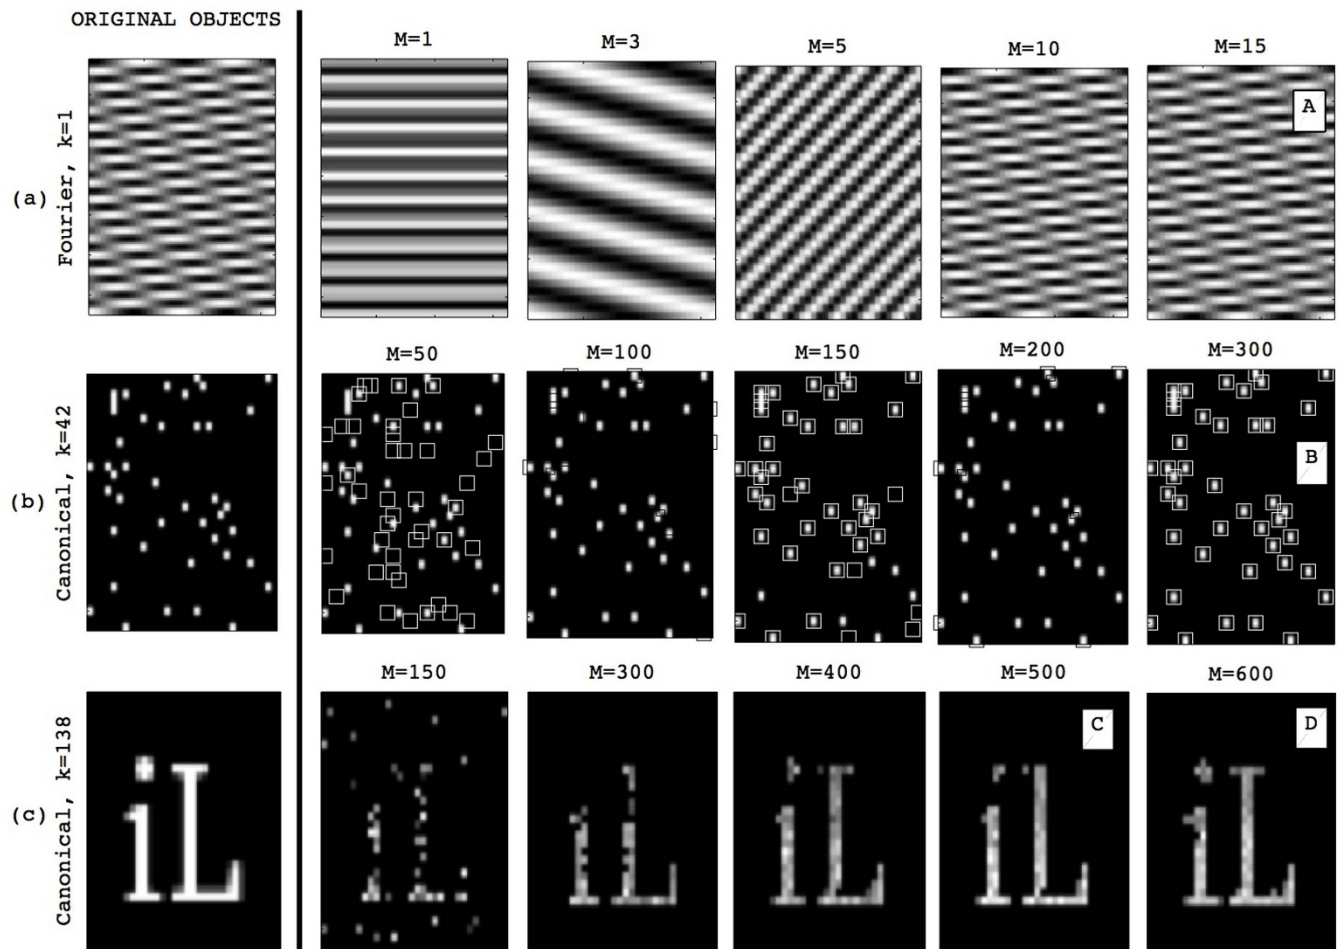 ORIGINAL OBJECTS
M=1
M=3
M=5
M=10
M=15
(a)
Fourier, k=1
A
M=50
M=100
M=150
M=200
M=300
(b)
Canonical, k=42
B
M=150
M=300
M=400
M=500
M=600
(c)
Canonical, k=138
iL
C
D